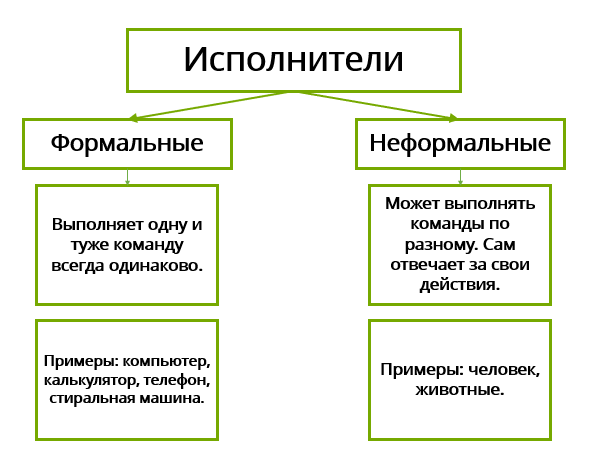 Исполнители
Формальные
Неформальные
Выполняет одну и
туже команду
всегда одинаково.
Может выполнять
команды по
разному. Сам
отвечает за свои
действия.
Примеры: компьютер,
калькулятор, телефон,
стиральная машина.
Примеры: человек,
животные.